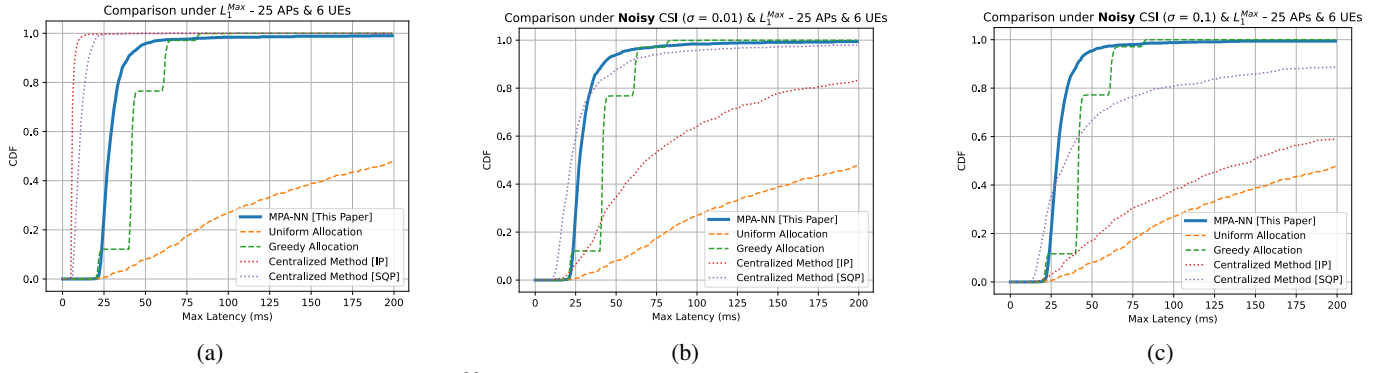 Comparison under L₁ᴹᵃˣ - 25 APs & 6 UEs
1.0
0.8
0.6
0.4
0.2
0.0
CDF
MPA-NN [This Paper]
Uniform Allocation
Greedy Allocation
Centralized Method [IP]
Centralized Method [SQP]
0 25 50 75 100 125 150 175 200
Max Latency (ms)
(a)
Comparison under Noisy CSI (σ = 0.01) & L₁ᴹᵃˣ - 25 APs & 6 UEs
1.0
0.8
0.6
0.4
0.2
0.0
CDF
MPA-NN [This Paper]
Uniform Allocation
Greedy Allocation
Centralized Method [IP]
Centralized Method [SQP]
0 25 50 75 100 125 150 175 200
Max Latency (ms)
(b)
Comparison under Noisy CSI (σ = 0.1) & L₁ᴹᵃˣ - 25 APs & 6 UEs
1.0
0.8
0.6
0.4
0.2
0.0
CDF
MPA-NN [This Paper]
Uniform Allocation
Greedy Allocation
Centralized Method [IP]
Centralized Method [SQP]
0 25 50 75 100 125 150 175 200
Max Latency (ms)
(c)